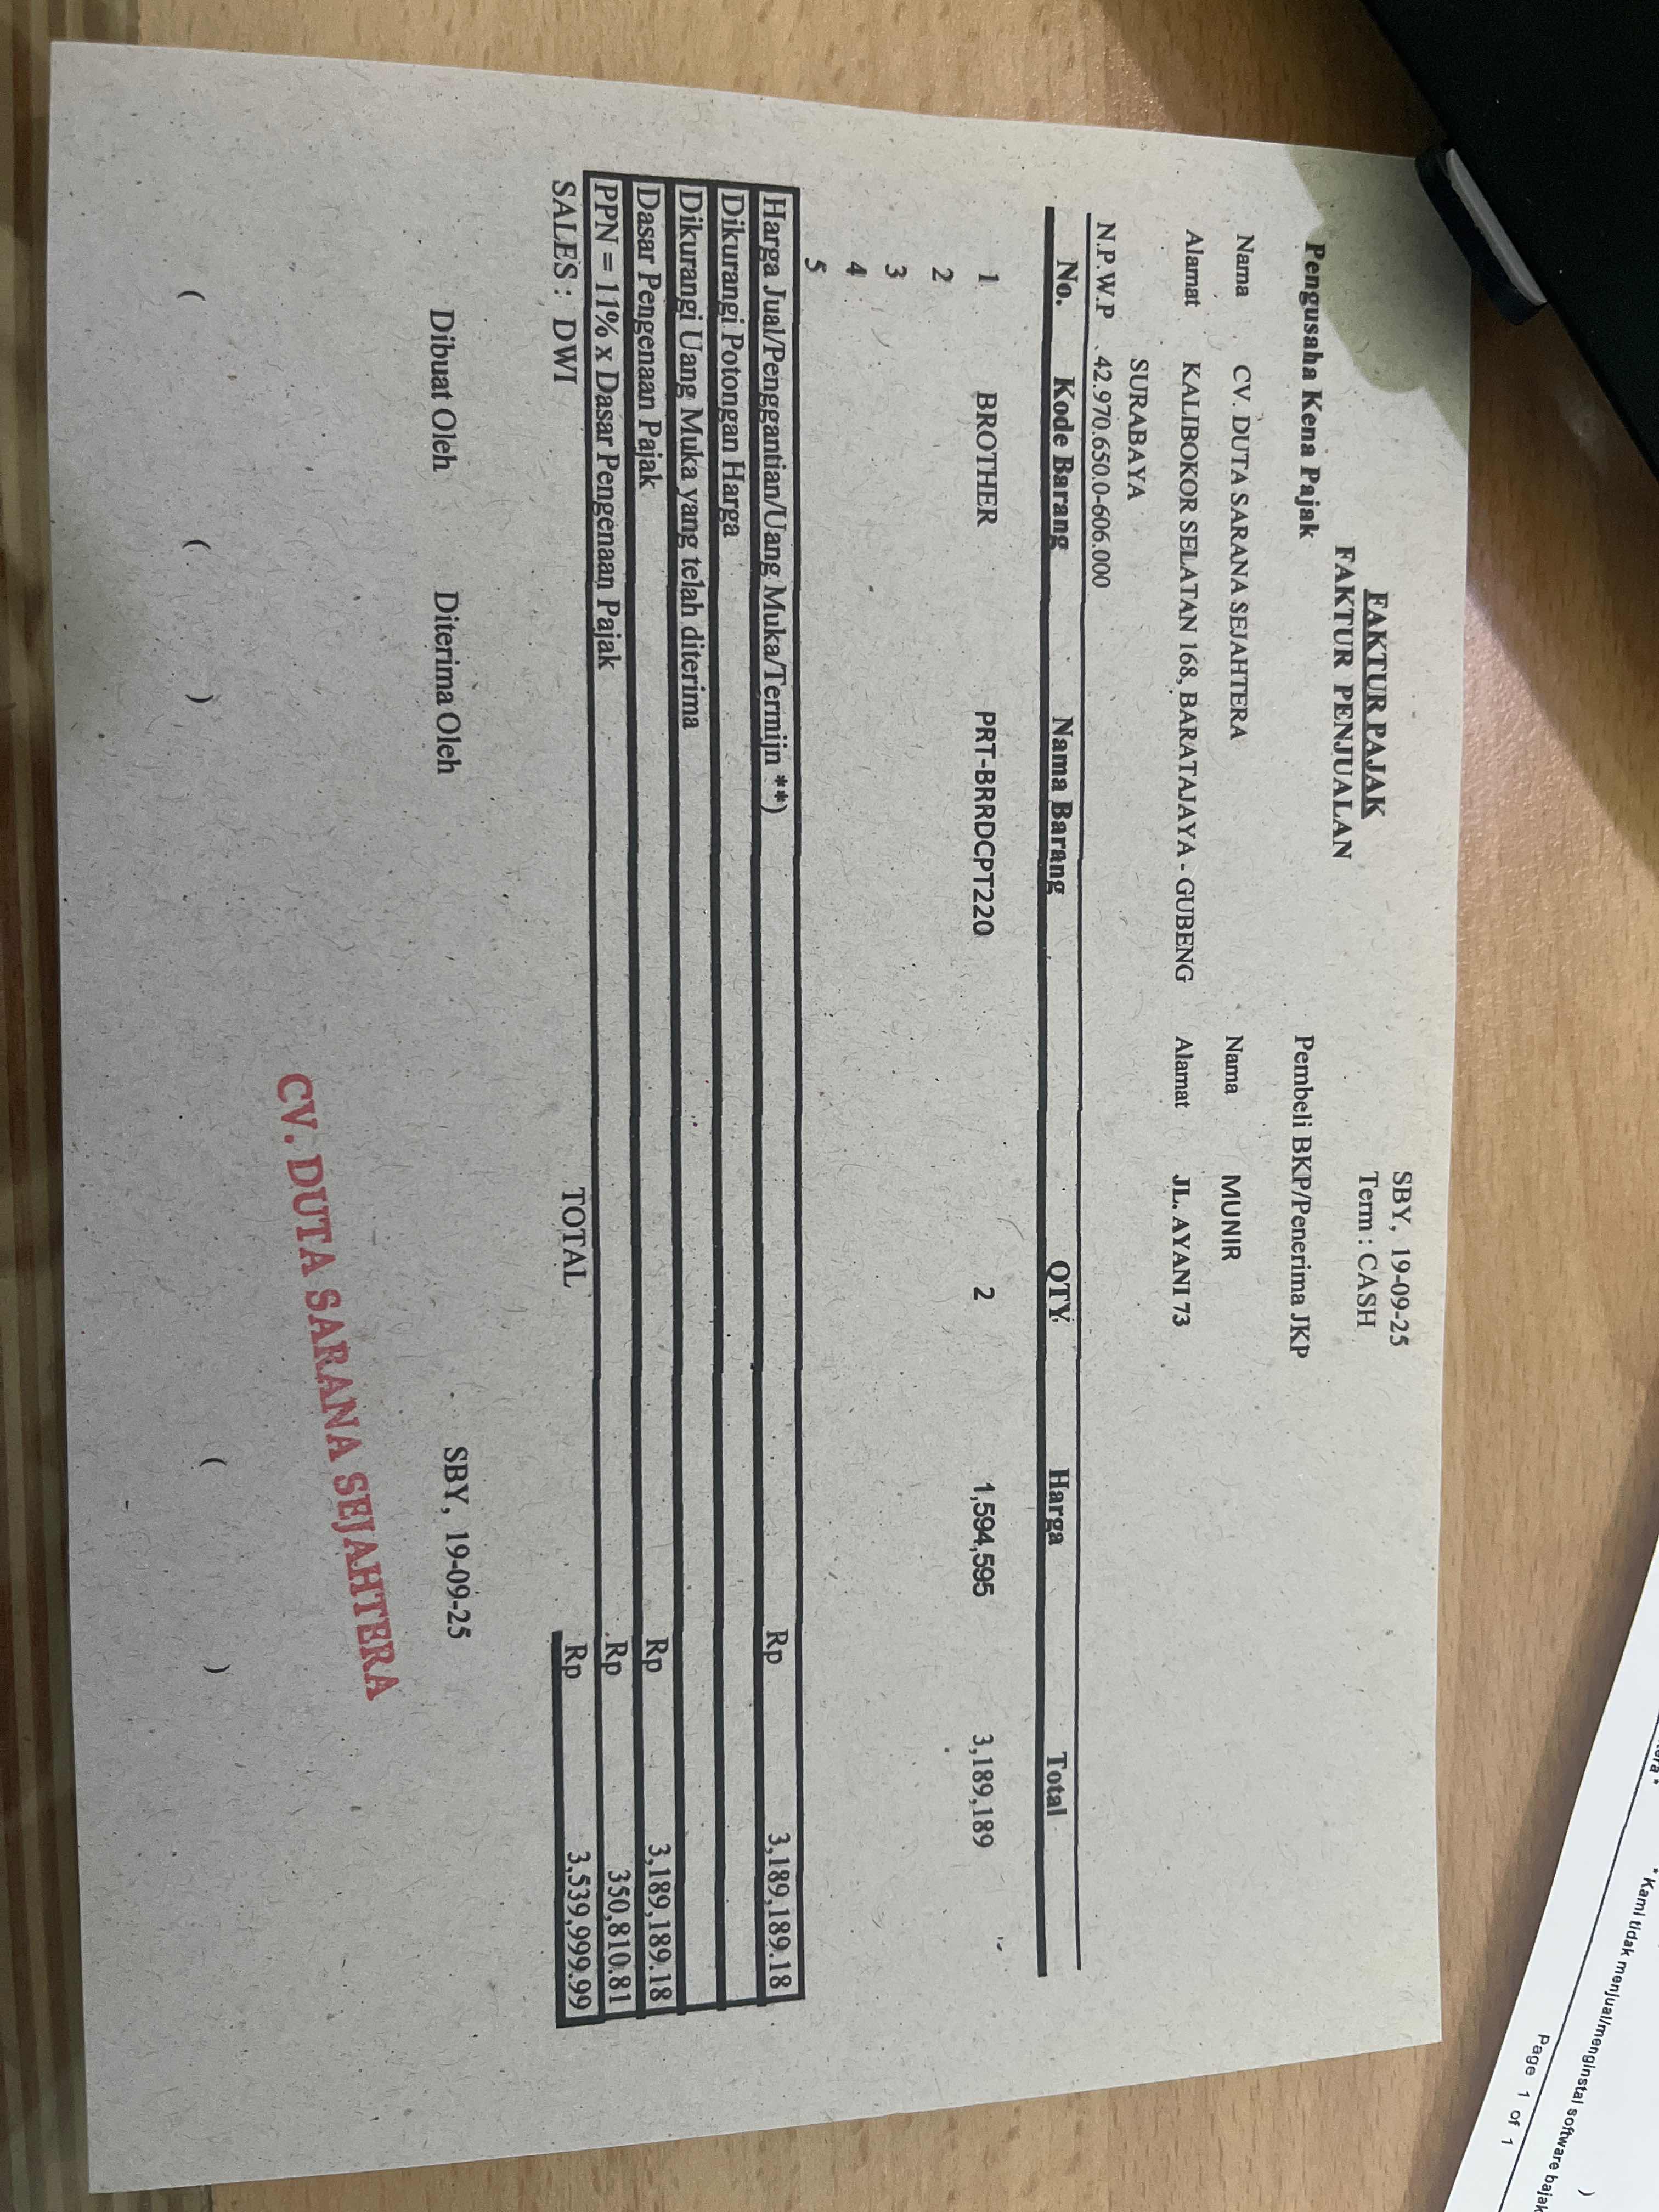 SBY, 19-09-25
FAKTUR PAJAK
Term : CASH
FAKTUR PENJUALAN
Pengusaha Kena Pajak
Pembeli BKP/Penerima JKP
Nama CV. DUTA SARANA SEJAHTERA
Nama MUNIR
Alamat KALIBOKOR SELATAN 168, BARATAJAYA - GUBENG
Alamat JL. AYANI 73
SURABAYA
N.P.W.P 42.970.650.0-606.000
No. Kode Barang Nama Barang QTY Harga Total
1 BROTHER PRT-BRRDCPT220 2 1,594,595 3,189,189
2
3
4
5
Harga Jual/Penggantian/Uang Muka/Termijn **) Rp 3,189,189.18
Dikurangi Potongan Harga
Dikurangi Uang Muka yang telah diterima
Dasar Pengenaan Pajak Rp 3,189,189.18
PPN = 11% x Dasar Pengenaan Pajak Rp 350,810.81
SALES : DWI TOTAL Rp 3,539,999.99
Dibuat Oleh Diterima Oleh SBY, 19-09-25
CV. DUTA SARANA SEJAHTERA
( ( ) ( )
* Kami tidak menjual/menginstal software
)
Page 1 of 1